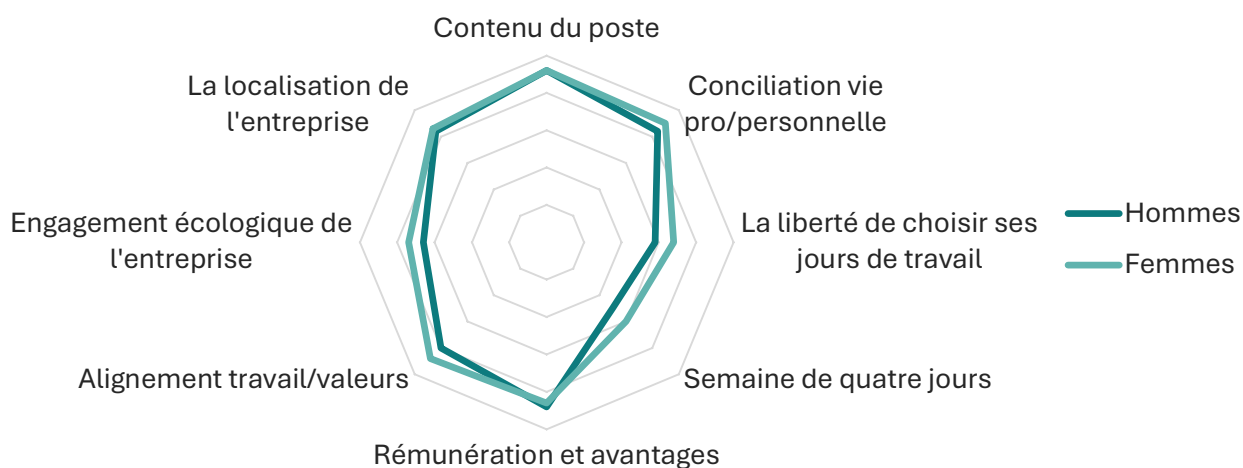 Contenu du poste
Conciliation vie
pro/personnelle
La liberté de choisir ses
jours de travail
Semaine de quatre jours
Rémunération et avantages
Alignement travail/valeurs
Engagement écologique de
l'entreprise
La localisation de
l'entreprise
Hommes
Femmes